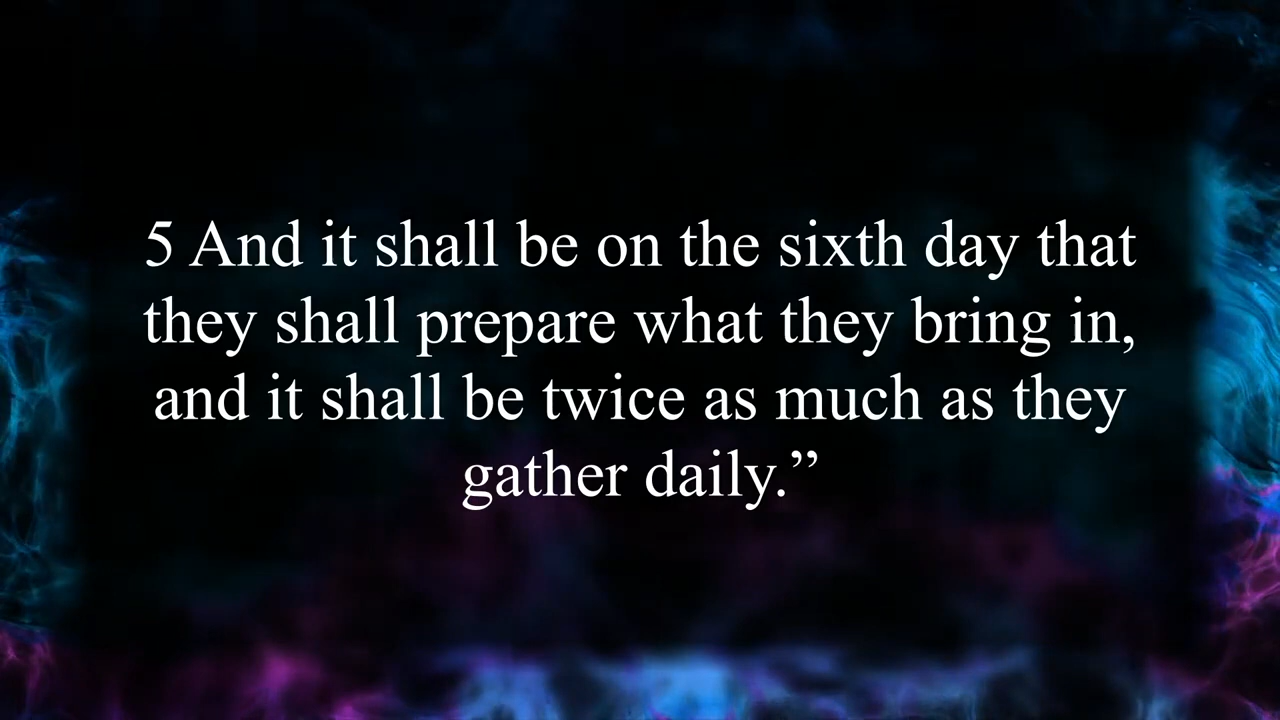 5 And it shall be on the sixth day that
they shall prepare what they bring in,
and it shall be twice as much as they
gather daily.”